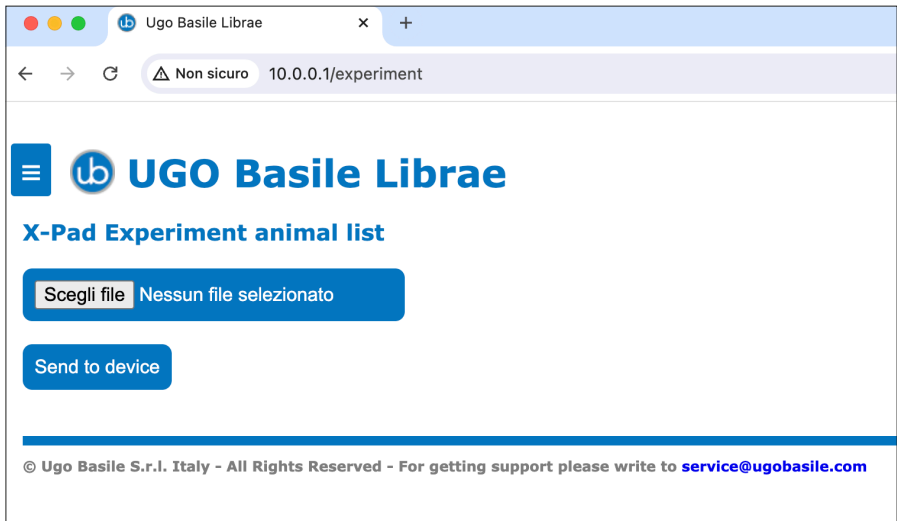 ub Ugo Basile Librae
Non sicuro 10.0.0.1/experiment
ub UGO Basile Librae
X-Pad Experiment animal list
Scegli file Nessun file selezionato
Send to device
© Ugo Basile S.r.l. Italy - All Rights Reserved - For getting support please write to service@ugobasile.com